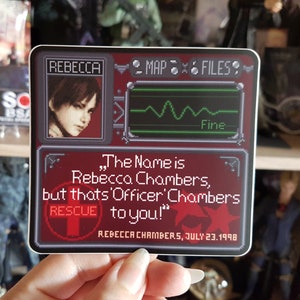 REBECCA
MAP FILES
Fine
„The Name is
Rebecca Chambers,
but thats 'Officer' Chambers
to you!"
RESCUE
REBECCA CHAMBERS, JULY 23.1998